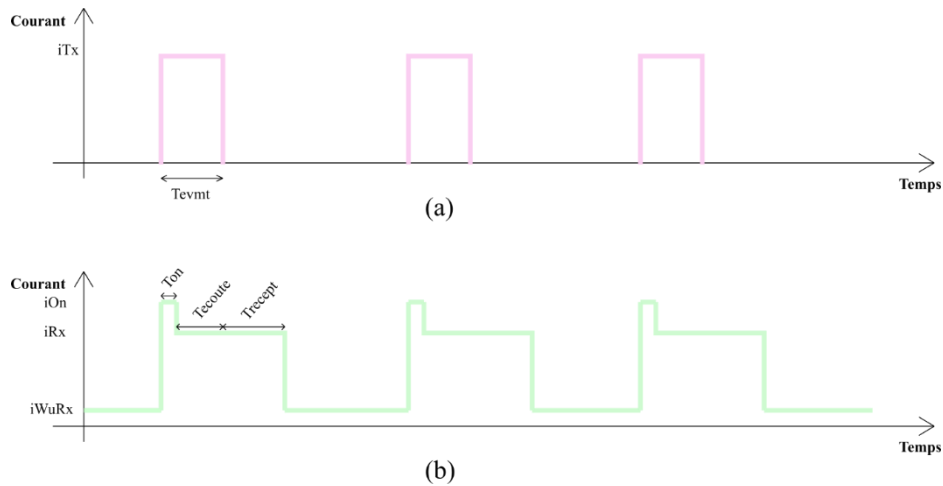 Courant
iTx
Tevmt
Temps
(a)
Courant
iOn
iRx
iWuRx
Ton
Tecoute
Trecept
Temps
(b)